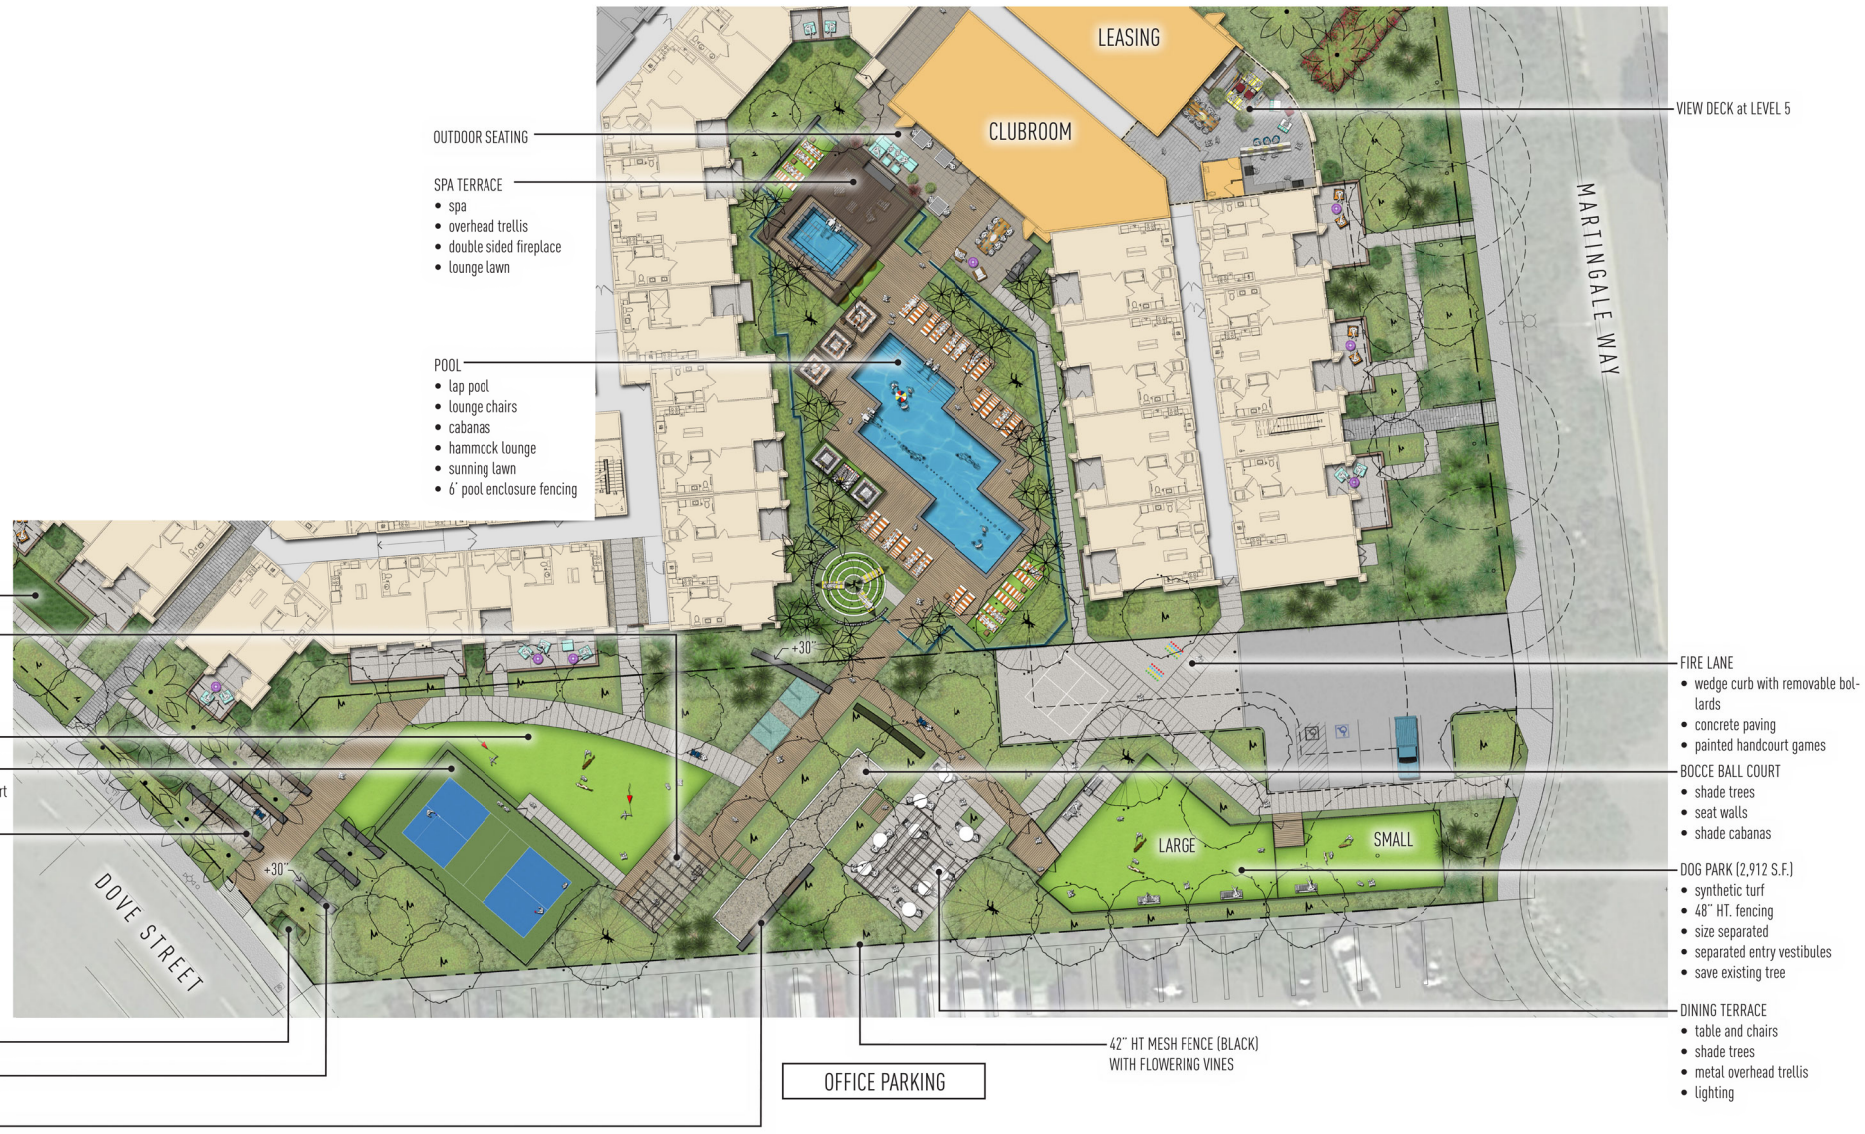 LEASING
CLUBROOM
VIEW DECK at LEVEL 5
OUTDOOR SEATING
SPA TERRACE
• spa
• overhead trellis
• double sided fireplace
• lounge lawn
MARTINGALE WAY
POOL
• lap pool
• lounge chairs
• cabanas
• hammcck lounge
• sunning lawn
• 6' pool enclosure fencing
+30"
FIRE LANE
• wedge curb with removable bol-
lards
• concrete paving
• painted handcourt games
BOCCE BALL COURT
• shade trees
• seat walls
• shade cabanas
rt
LARGE
SMALL
+30"
DOVE STREET
DOG PARK (2,912 S.F.)
• synthetic turf
• 48" HT. fencing
• size separated
• separated entry vestibules
• save existing tree
DINING TERRACE
• table and chairs
• shade trees
• metal overhead trellis
• lighting
42" HT MESH FENCE (BLACK)
WITH FLOWERING VINES
OFFICE PARKING